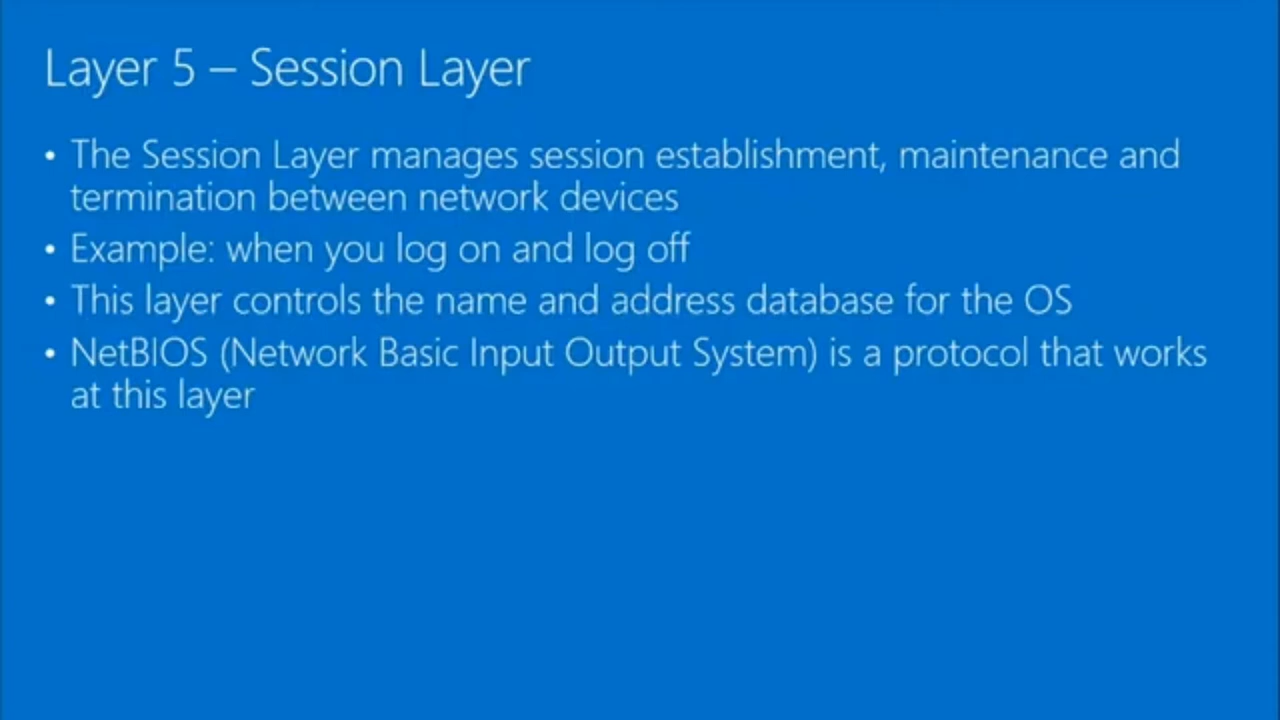 Layer 5 – Session Layer
• The Session Layer manages session establishment, maintenance and
termination between network devices
• Example: when you log on and log off
• This layer controls the name and address database for the OS
• NetBIOS (Network Basic Input Output System) is a protocol that works
at this layer